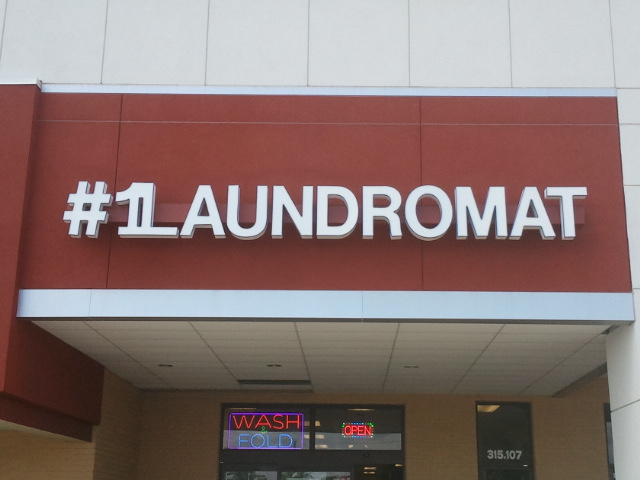 #1LAUNDROMAT
WASH
&
FOLD
OPEN
315.107